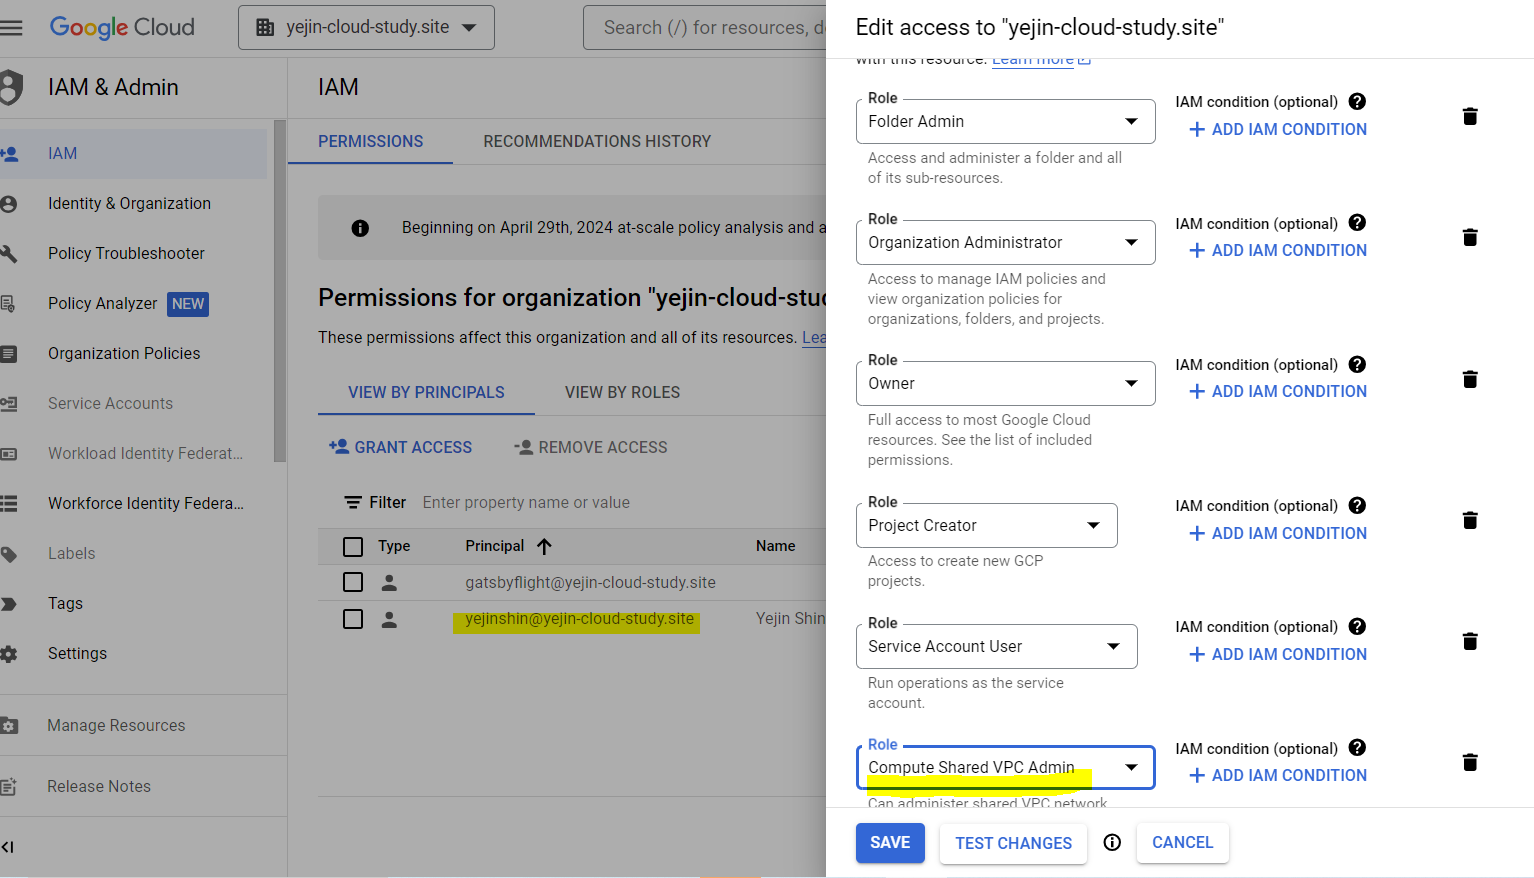 Google Cloud
yejin-cloud-study.site
Search (/) for resources, d
IAM & Admin
IAM
Identity & Organization
Policy Troubleshooter
Policy Analyzer NEW
Organization Policies
Service Accounts
Workload Identity Federat...
Workforce Identity Federa...
Labels
Tags
Settings
Manage Resources
Release Notes
IAM
PERMISSIONS
RECOMMENDATIONS HISTORY
Beginning on April 29th, 2024 at-scale policy analysis and a
Permissions for organization "yejin-cloud-stud
These permissions affect this organization and all of its resources. Lea
VIEW BY PRINCIPALS
VIEW BY ROLES
GRANT ACCESS
REMOVE ACCESS
Filter Enter property name or value
Type Principal Name
gatsbyflight@yejin-cloud-study.site
yejinshin@yejin-cloud-study.site Yejin Shin
Edit access to "yejin-cloud-study.site"
with this resource. Learn more
Role
Folder Admin
IAM condition (optional)
+ ADD IAM CONDITION
Access and administer a folder and all
of its sub-resources.
Role
Organization Administrator
IAM condition (optional)
+ ADD IAM CONDITION
Access to manage IAM policies and
view organization policies for
organizations, folders, and projects.
Role
Owner
IAM condition (optional)
+ ADD IAM CONDITION
Full access to most Google Cloud
resources. See the list of included
permissions.
Role
Project Creator
IAM condition (optional)
+ ADD IAM CONDITION
Access to create new GCP
projects.
Role
Service Account User
IAM condition (optional)
+ ADD IAM CONDITION
Run operations as the service
account.
Role
Compute Shared VPC Admin
IAM condition (optional)
+ ADD IAM CONDITION
Can administer shared VPC network
SAVE
TEST CHANGES
CANCEL